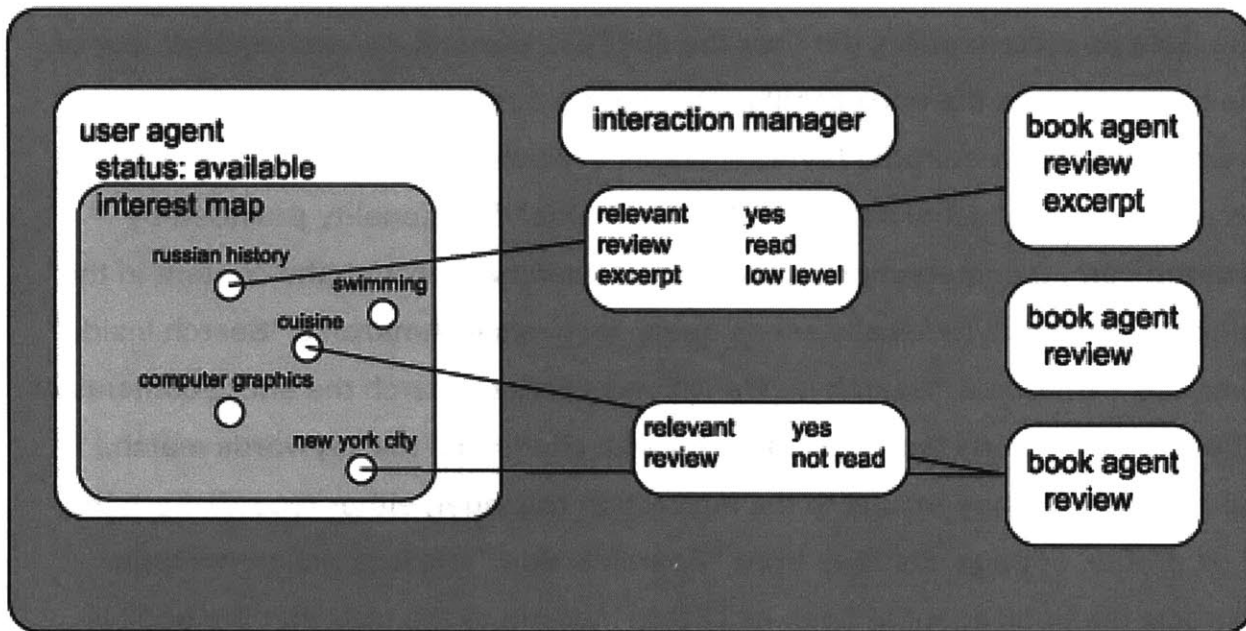 user agent
status: available
interest map
russian history
swimming
cuisine
computer graphics
new york city
interaction manager
relevant yes
review read
excerpt low level
relevant yes
review not read
book agent
review
excerpt
book agent
review
book agent
review